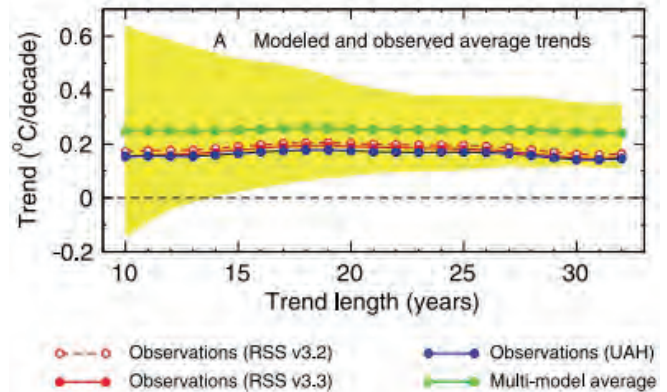 A Modeled and observed average trends
0.6
0.4
0.2
0
-0.2
Trend (°C/decade)
10 15 20 25 30
Trend length (years)
Observations (RSS v3.2)
Observations (UAH)
Observations (RSS v3.3)
Multi-model average